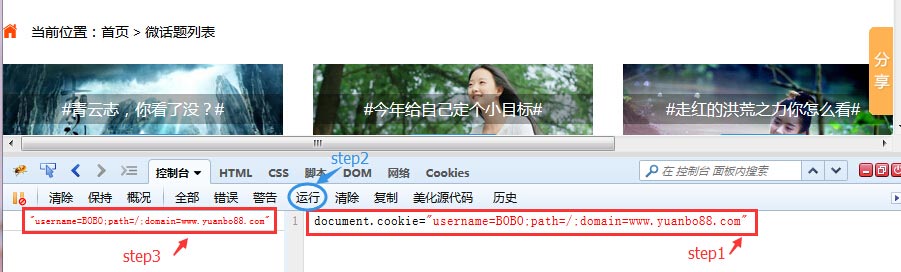 当前位置：首页 > 微话题列表
分
享
#青云志，你看了没？#
#今年给自己定个小目标#
#走红的洪荒之力你怎么看#
step2
控制台 HTML CSS 脚本 DOM 网络 Cookies 在 控制台 面板内搜索
清除 保持 概况 全部 错误 警告 运行 清除 复制 美化源代码 历史
"username=BOBO;path=/;domain=www.yuanbo88.com"
1 document.cookie="username=BOBO;path=/;domain=www.yuanbo88.com"
step3
step1